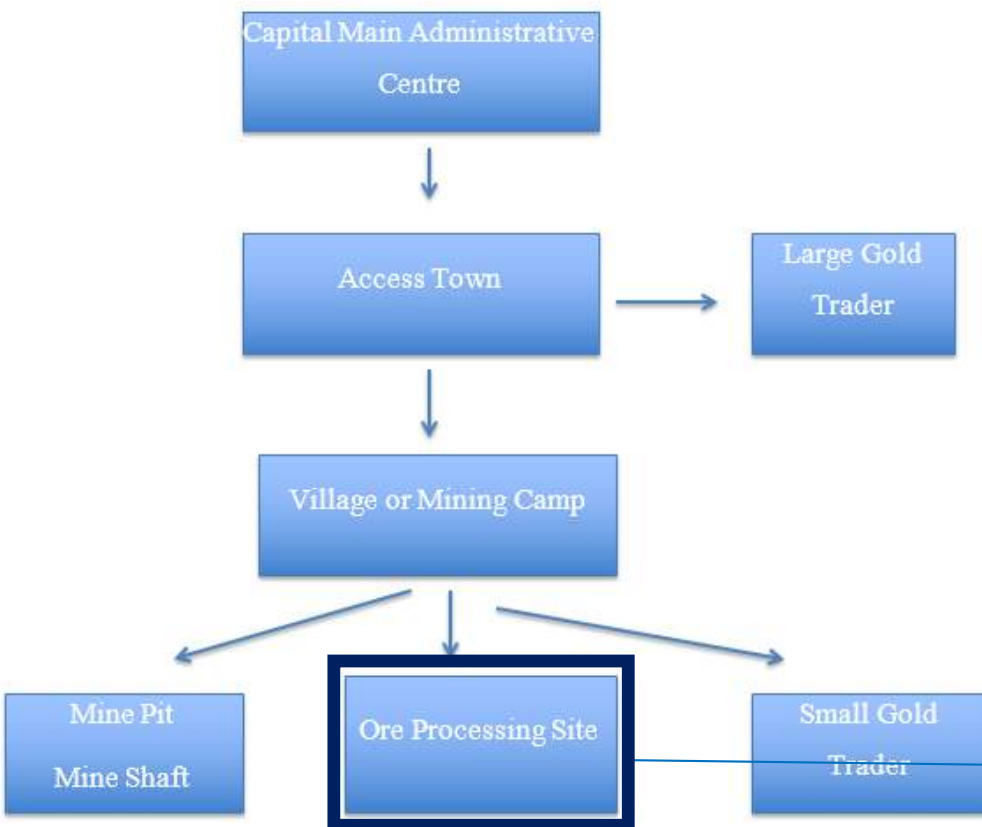 Capital Main Administrative
Centre
Access Town
Large Gold
Trader
Village or Mining Camp
Mine Pit
Mine Shaft
Ore Processing Site
Small Gold
Trader